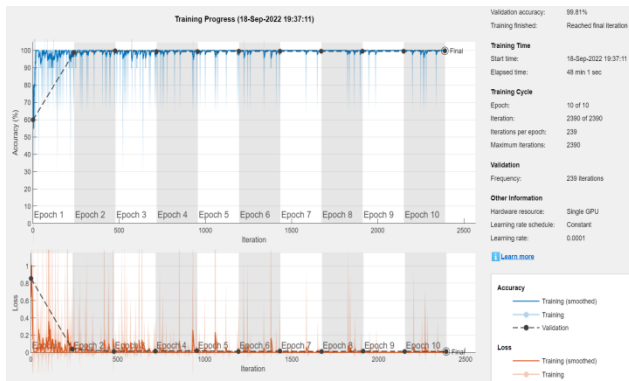 Training Progress (18-Sep-2022 19:37:11)
100
90
80
70
60
50
40
30
20
10
0
Accuracy (%)
Final
Epoch 1 Epoch 2 Epoch 3 Epoch 4 Epoch 5 Epoch 6 Epoch 7 Epoch 8 Epoch 9 Epoch 10
0 500 1000 1500 2000 2500
Iteration
1
0.8
0.6
0.4
0.2
0
Loss
Final
Epoch 1 Epoch 2 Epoch 3 Epoch 4 Epoch 5 Epoch 6 Epoch 7 Epoch 8 Epoch 9 Epoch 10
0 500 1000 1500 2000 2500
Iteration
Validation accuracy: 99.81%
Training finished: Reached final iteration
Training Time
Start time: 18-Sep-2022 19:37:11
Elapsed time: 48 min 1 sec
Training Cycle
Epoch: 10 of 10
Iteration: 2390 of 2390
Iterations per epoch: 239
Maximum iterations: 2390
Validation
Frequency: 239 iterations
Other Information
Hardware resource: Single GPU
Learning rate schedule: Constant
Learning rate: 0.0001
Learn more
Accuracy
Training (smoothed)
Training
Validation
Loss
Training (smoothed)
Training